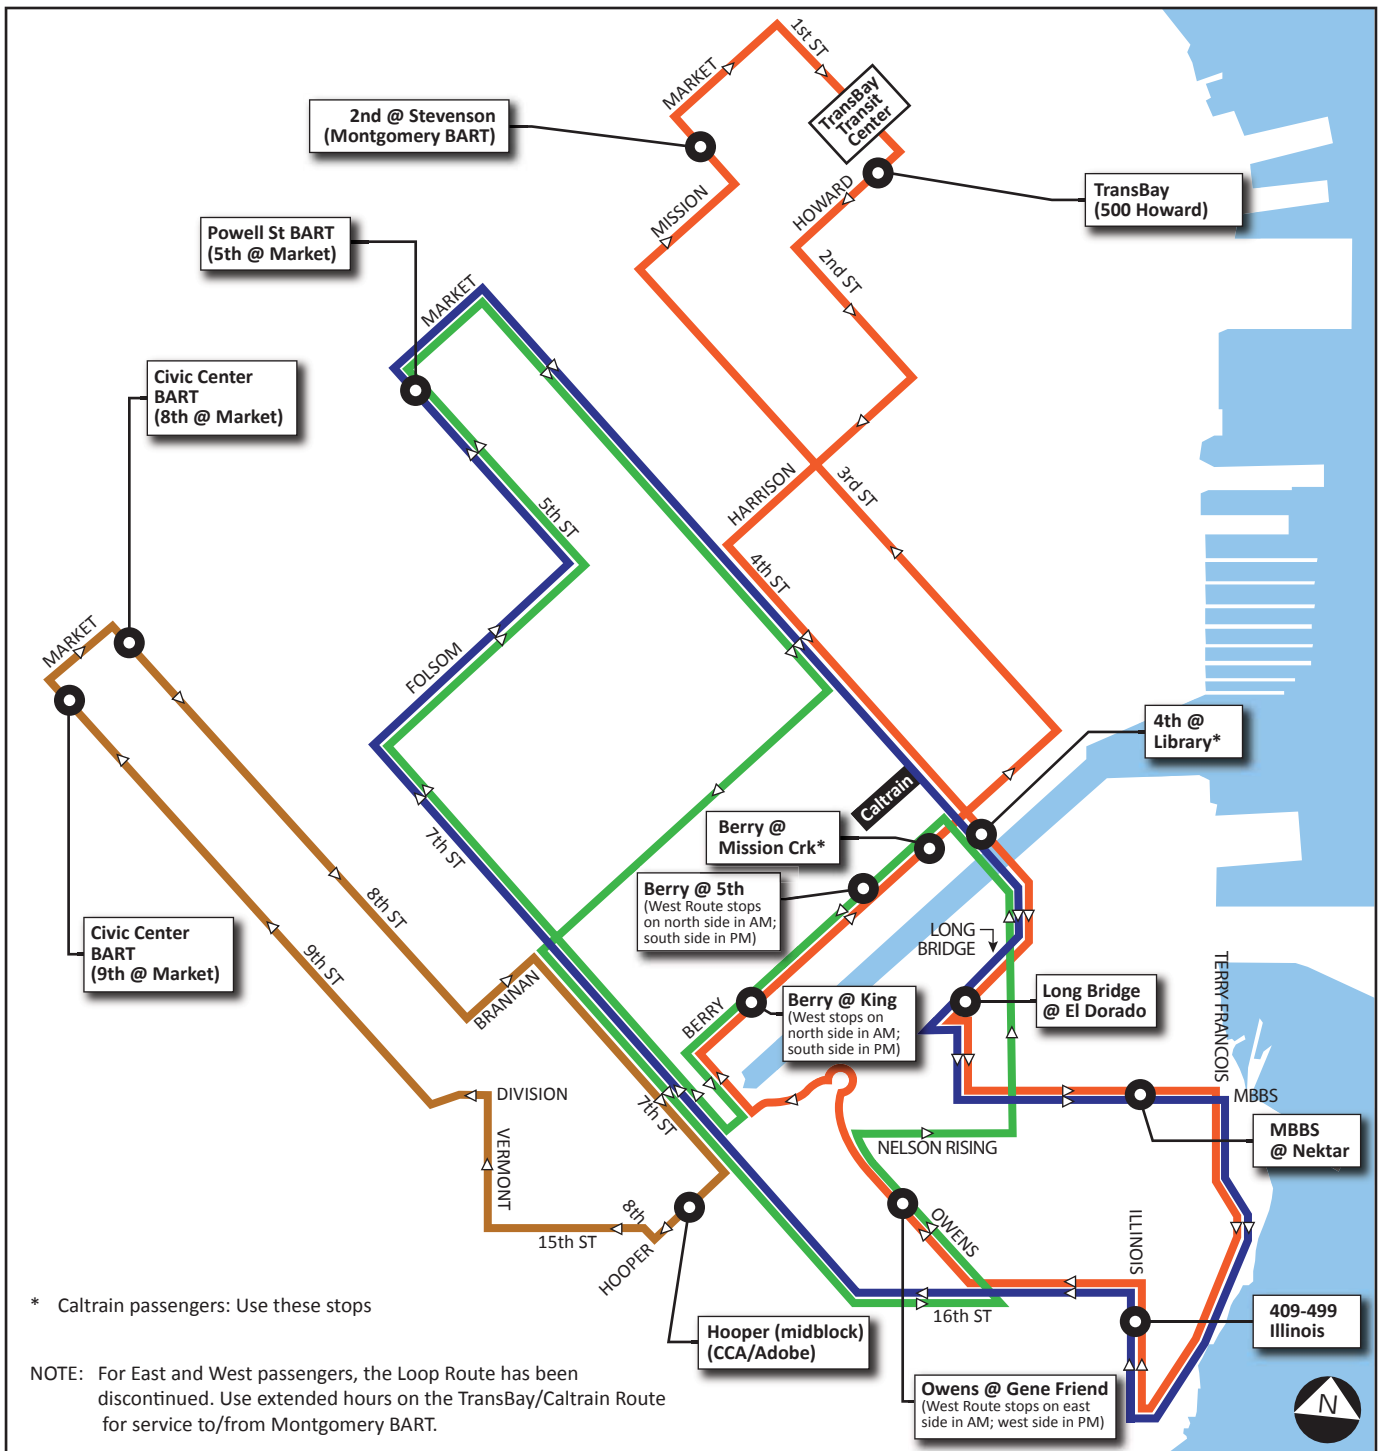 1st ST
MARKET
TransBay
Transit
Center
2nd @ Stevenson
(Montgomery BART)
MISSION
HOWARD
TransBay
(500 Howard)
Powell St BART
(5th @ Market)
2nd ST
MARKET
Civic Center
BART
(8th @ Market)
HARRISON
3rd ST
5th ST
4th ST
MARKET
FOLSOM
4th @
Library*
Caltrain
Berry @
Mission Crk*
7th ST
Berry @ 5th
(West Route stops
on north side in AM;
south side in PM)
8th ST
Civic Center
BART
(9th @ Market)
9th ST
LONG
BRIDGE
TERRY FRANCOIS
BRANNAN
BERRY
Berry @ King
(West stops on
north side in AM;
south side in PM)
Long Bridge
@ El Dorado
DIVISION
7th ST
MBBS
MBBS
@ Nektar
NELSON RISING
VERMONT
8th
OWENS
ILLINOIS
15th ST
HOOPER
* Caltrain passengers: Use these stops
16th ST
409-499
Illinois
Hooper (midblock)
(CCA/Adobe)
NOTE: For East and West passengers, the Loop Route has been
discontinued. Use extended hours on the TransBay/Caltrain Route
for service to/from Montgomery BART.
Owens @ Gene Friend
(West Route stops on east
side in AM; west side in PM)
N